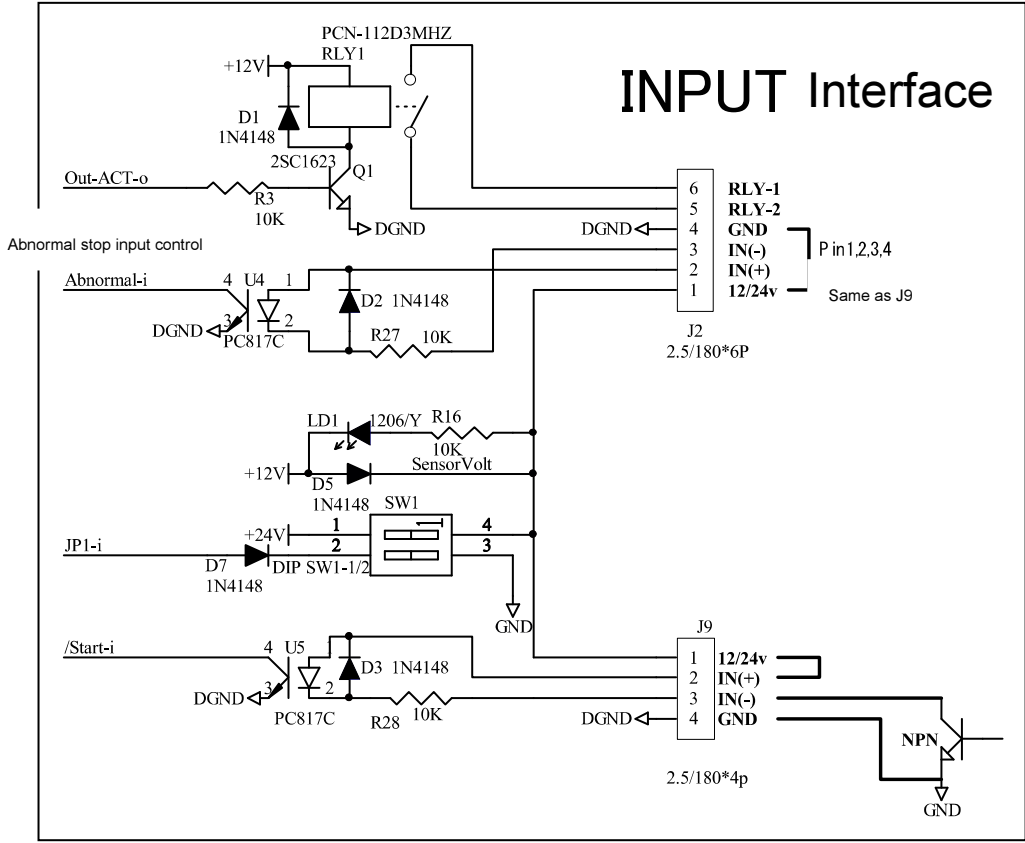 PCN-112D3MHZ
RLY1
INPUT Interface
+12V
D1
1N4148
2SC1623
Q1
Out-ACT-o
R3
10K
DGND
6 RLY-1
5 RLY-2
DGND 4 GND
3 IN(-)
2 IN(+)
1 12/24v
P in1,2,3,4
Same as J9
J2
2.5/180*6P
Abnormal stop input control
Abnormal-i
4 U4 1
D2 1N4148
DGND 3 2
PC817C
R27 10K
LD1 1206/Y R16
10K
SensorVolt
+12V
D5
1N4148
SW1
+24V 1 4
JP1-i 2 3
1
D7 DIP SW1-1/2
1N4148
GND
/Start-i
4 U5 1
D3 1N4148
DGND 3 2
PC817C
R28 10K
J9
1 12/24v
2 IN(+)
3 IN(-)
DGND 4 GND
NPN
2.5/180*4p
GND